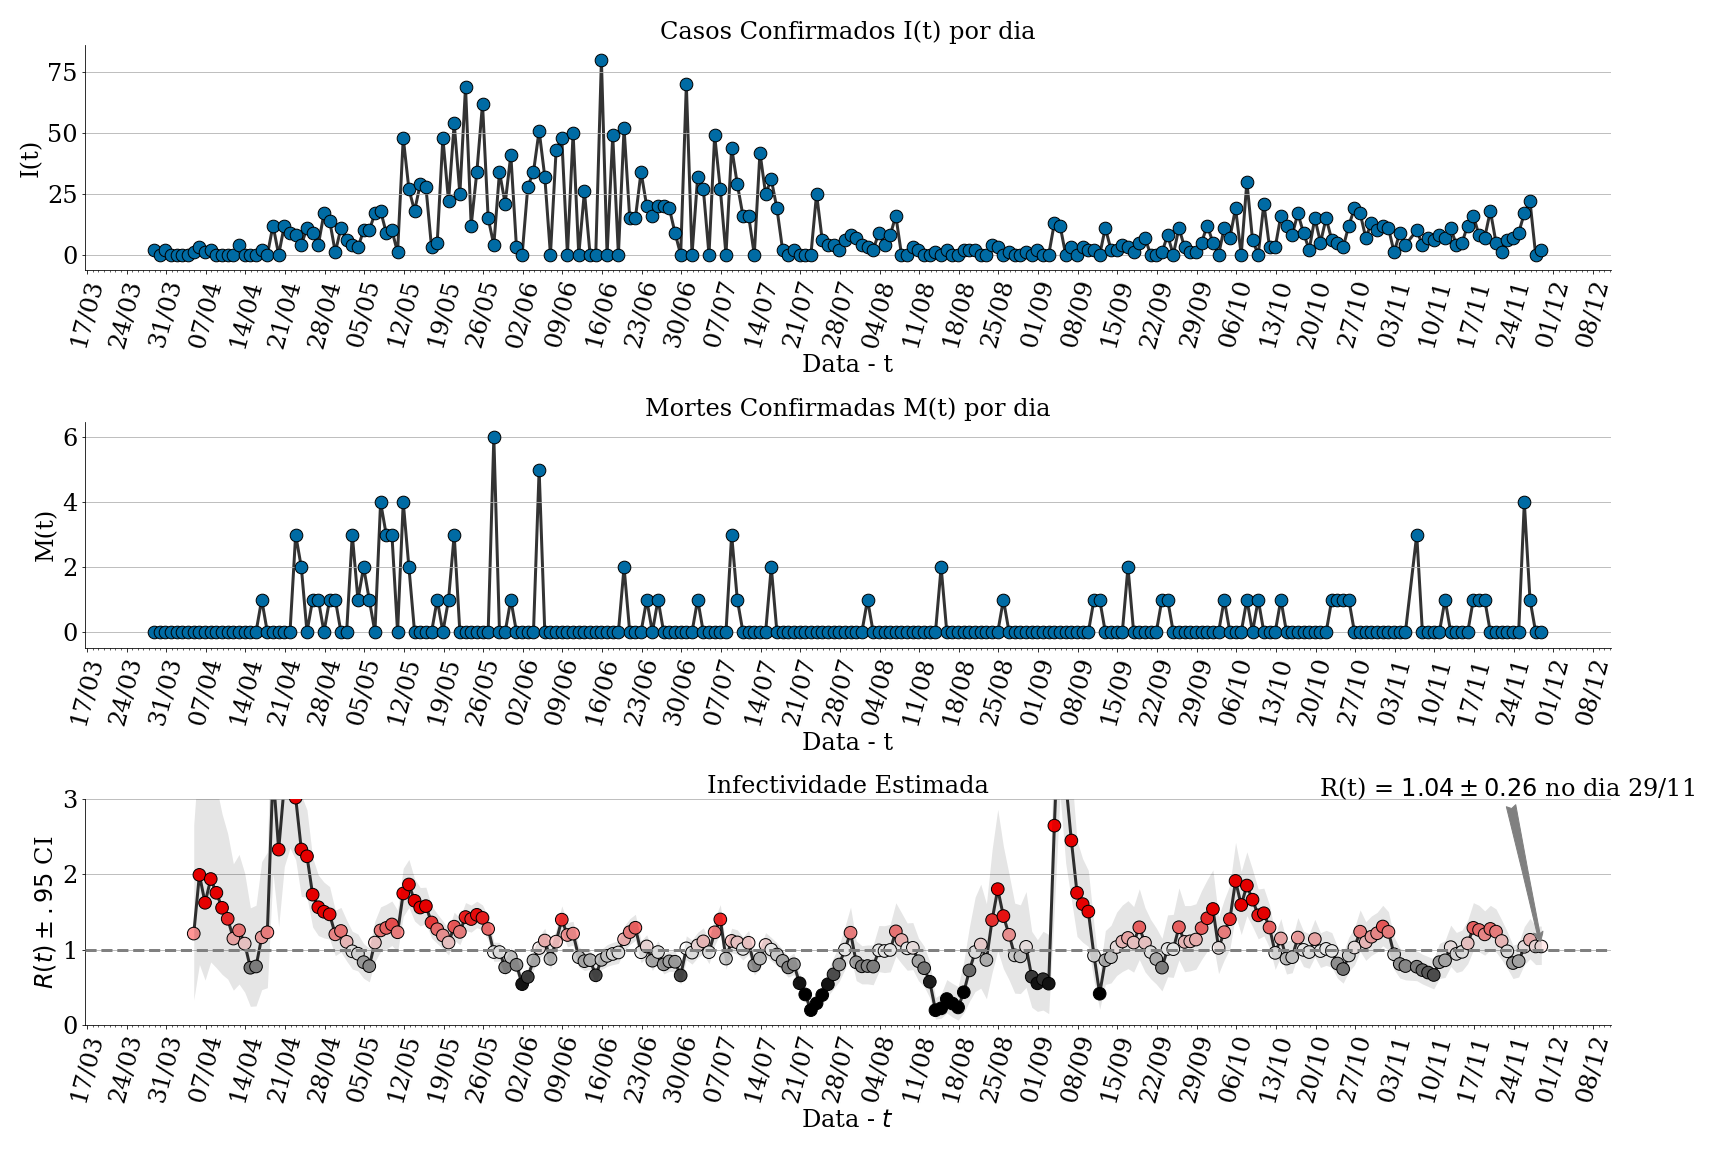 Casos Confirmados I(t) por dia
75
50
25
0
I(t)
17/03 24/03 31/03 07/04 14/04 21/04 28/04 05/05 12/05 19/05 26/05 02/06 09/06 16/06 23/06 30/06 07/07 14/07 21/07 28/07 04/08 11/08 18/08 25/08 01/09 08/09 15/09 22/09 29/09 06/10 13/10 20/10 27/10 03/11 10/11 17/11 24/11 01/12 08/12
Data - t
Mortes Confirmadas M(t) por dia
6
4
2
0
M(t)
17/03 24/03 31/03 07/04 14/04 21/04 28/04 05/05 12/05 19/05 26/05 02/06 09/06 16/06 23/06 30/06 07/07 14/07 21/07 28/07 04/08 11/08 18/08 25/08 01/09 08/09 15/09 22/09 29/09 06/10 13/10 20/10 27/10 03/11 10/11 17/11 24/11 01/12 08/12
Data - t
Infectividade Estimada
R(t) = 1.04 ± 0.26 no dia 29/11
3
2
1
0
R(t) ± .95 CI
17/03 24/03 31/03 07/04 14/04 21/04 28/04 05/05 12/05 19/05 26/05 02/06 09/06 16/06 23/06 30/06 07/07 14/07 21/07 28/07 04/08 11/08 18/08 25/08 01/09 08/09 15/09 22/09 29/09 06/10 13/10 20/10 27/10 03/11 10/11 17/11 24/11 01/12 08/12
Data - t